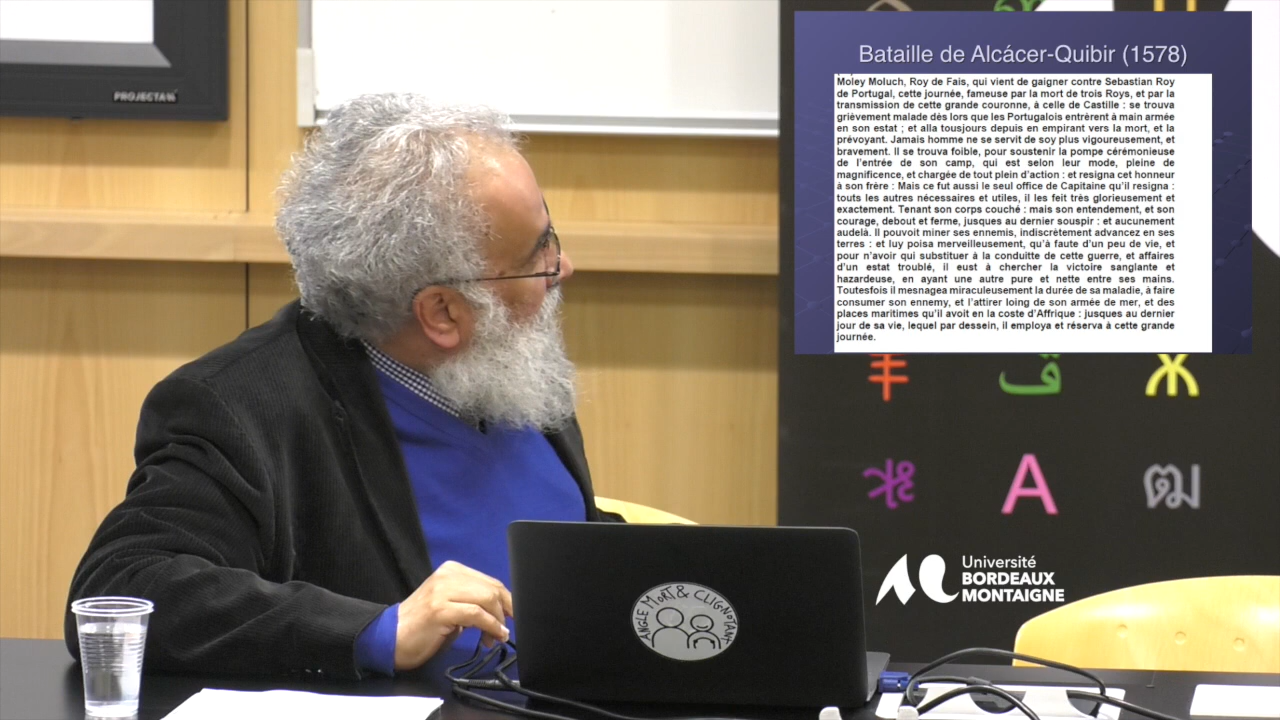 PROJECTA
Bataille de Alcácer-Quibir (1578)
Moley Moluch, Roy de Fais, qui vient de gaigner contre Sebastian Roy
de Portugal, cette journée, fameuse par la mort de trois Roys, et par la
transmission de cette grande couronne, à celle de Castille : se trouva
grièvement malade dès lors que les Portugalois entrèrent à main armée
en son estat ; et alla tousjours depuis en empirant vers la mort, et la
prévoyant. Jamais homme ne se servit de soy plus vigoureusement, et
bravement. Il se trouva foible, pour soustenir la pompe cérémonieuse
de l'entrée de son camp, qui est selon leur mode, pleine de
magnificence, et chargée de tout plein d'action : et resigna cet honneur
à son frère : Mais ce fut aussi le seul office de Capitaine qu'il resigna :
touts les autres nécessaires et utiles, il les feit très glorieusement et
exactement. Tenant son corps couché : mais son entendement, et son
courage, debout et ferme, jusques au dernier souspir : et aucunement
audelà. Il pouvoit miner ses ennemis, indiscrètement advancez en ses
terres : et luy poisa merveilleusement, qu'à faute d'un peu de vie, et
pour n'avoir qui substituer à la conduitte de cette guerre, et affaires
d'un estat troublé, il eust à chercher la victoire sanglante et
hazardeuse, en ayant une autre pure et nette entre ses mains.
Toutesfois il mesnagea miraculeusement la durée de sa maladie, à faire
consumer son ennemy, et l'attirer loing de son armée de mer, et des
places maritimes qu'il avoit en la coste d'Affrique : jusques au dernier
jour de sa vie, lequel par dessein, il employa et réserva à cette grande
journée.
ڤ Ѫ
A
Université
BORDEAUX
MONTAIGNE
ANGLE MORT & CLIGNOTANT